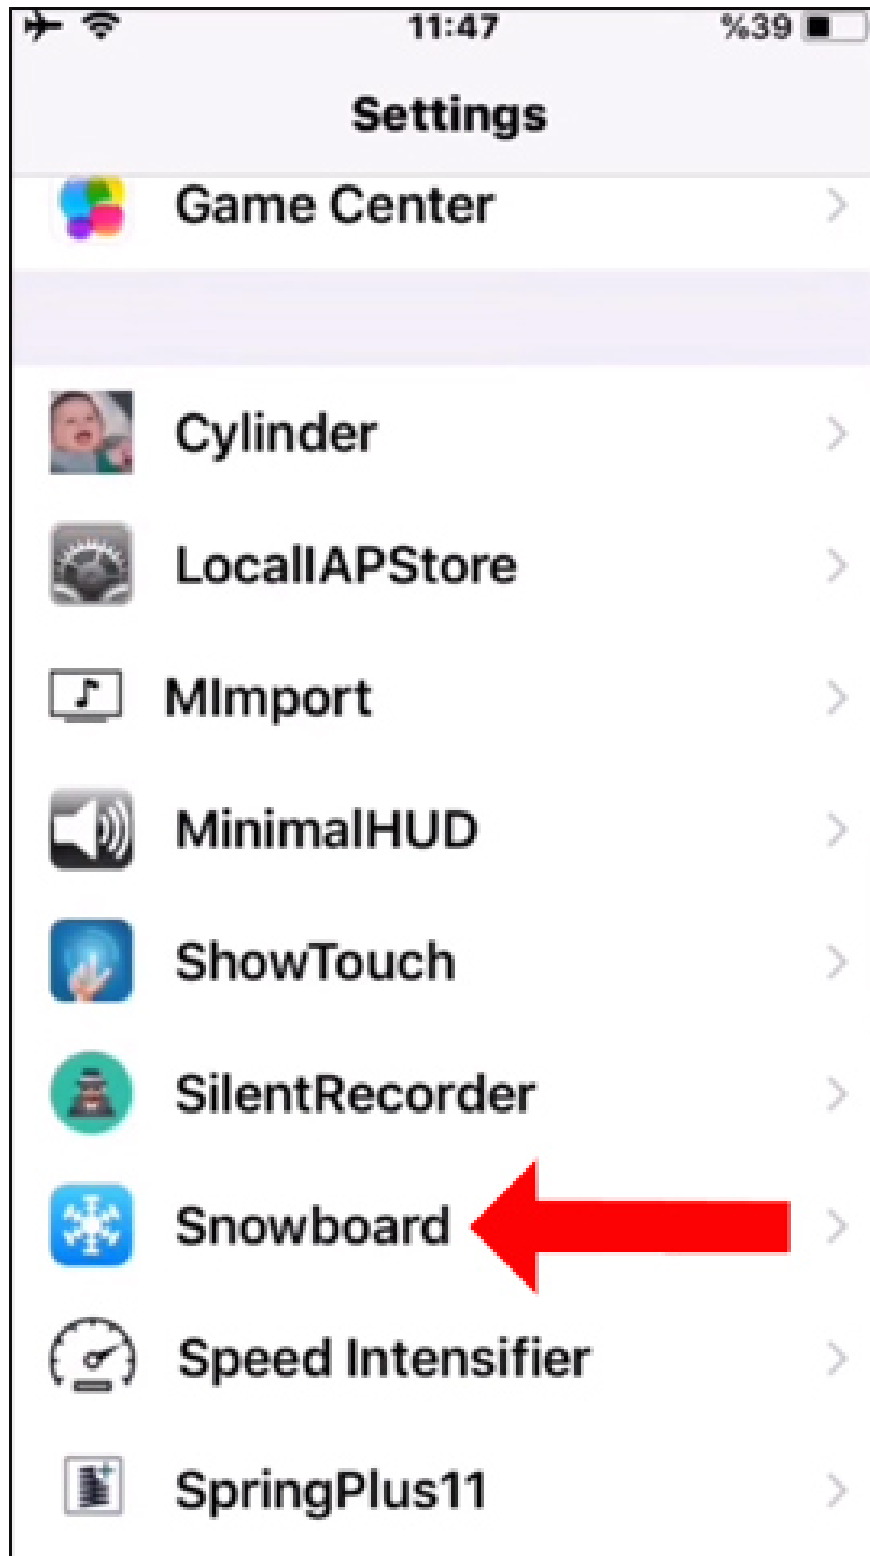 11:47 %39
Settings
Game Center
Cylinder
LocalIAPStore
MImport
MinimalHUD
ShowTouch
SilentRecorder
Snowboard
Speed Intensifier
SpringPlus11